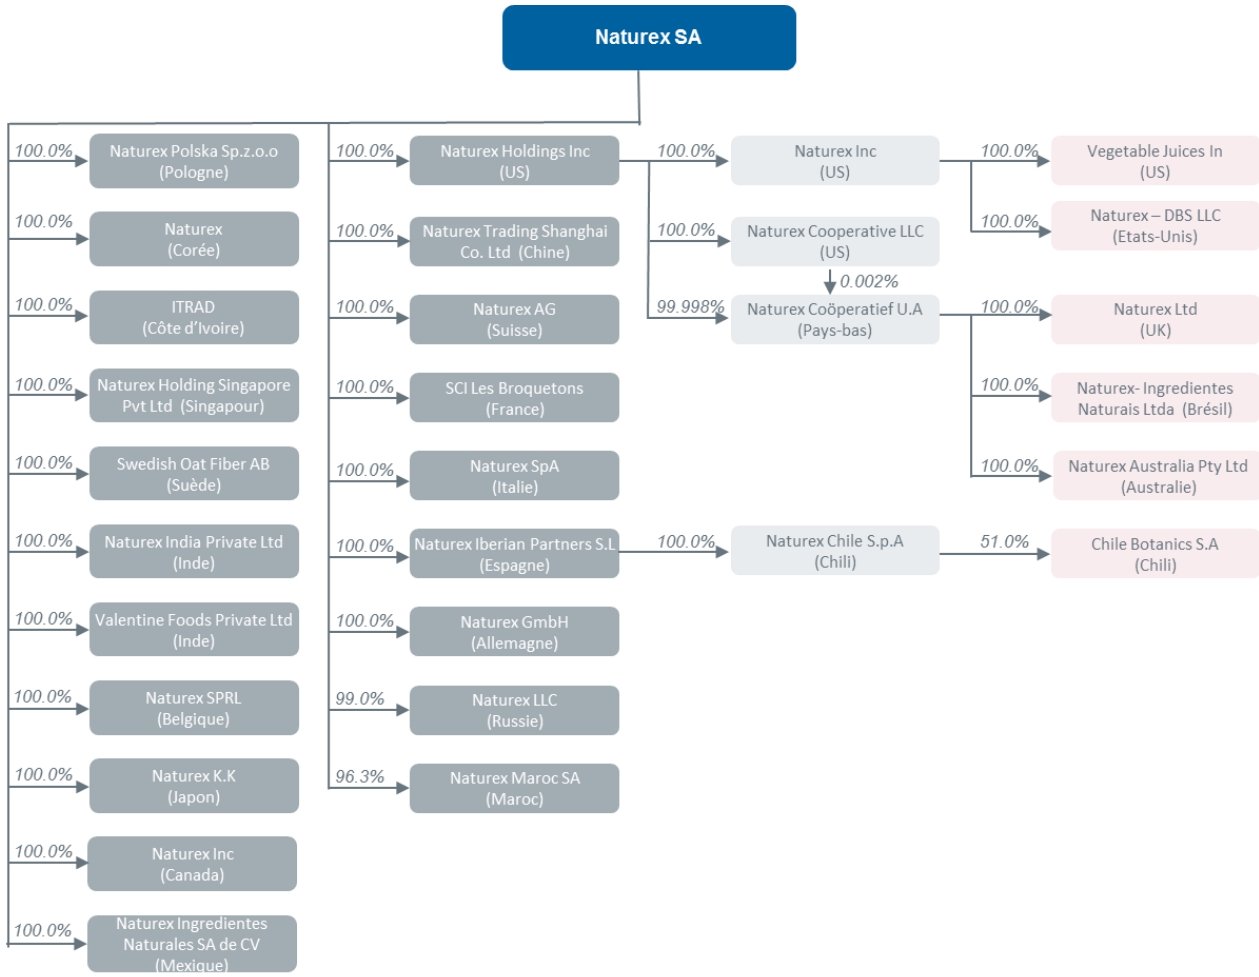 Naturex SA
100.0%
Naturex Polska Sp.z.o.o
(Pologne)
100.0%
Naturex
(Corée)
100.0%
ITRAD
(Côte d’Ivoire)
100.0%
Naturex Holding Singapore
Pvt Ltd (Singapour)
100.0%
Swedish Oat Fiber AB
(Suède)
100.0%
Naturex India Private Ltd
(Inde)
100.0%
Valentine Foods Private Ltd
(Inde)
100.0%
Naturex SPRL
(Belgique)
100.0%
Naturex K.K
(Japon)
100.0%
Naturex Inc
(Canada)
100.0%
Naturex Ingredientes
Naturales SA de CV
(Mexique)
100.0%
Naturex Holdings Inc
(US)
100.0%
Naturex Trading Shanghai
Co. Ltd (Chine)
100.0%
Naturex AG
(Suisse)
100.0%
SCI Les Broquetons
(France)
100.0%
Naturex SpA
(Italie)
100.0%
Naturex Iberian Partners S.L
(Espagne)
100.0%
Naturex GmbH
(Allemagne)
99.0%
Naturex LLC
(Russie)
96.3%
Naturex Maroc SA
(Maroc)
100.0%
Naturex Inc
(US)
100.0%
Naturex Cooperative LLC
(US)
0.002%
99.998%
Naturex Coöperatief U.A
(Pays-bas)
100.0%
Naturex Chile S.p.A
(Chili)
100.0%
Vegetable Juices In
(US)
100.0%
Naturex – DBS LLC
(Etats-Unis)
100.0%
Naturex Ltd
(UK)
100.0%
Naturex- Ingredientes
Naturais Ltda (Brésil)
100.0%
Naturex Australia Pty Ltd
(Australie)
51.0%
Chile Botanics S.A
(Chili)